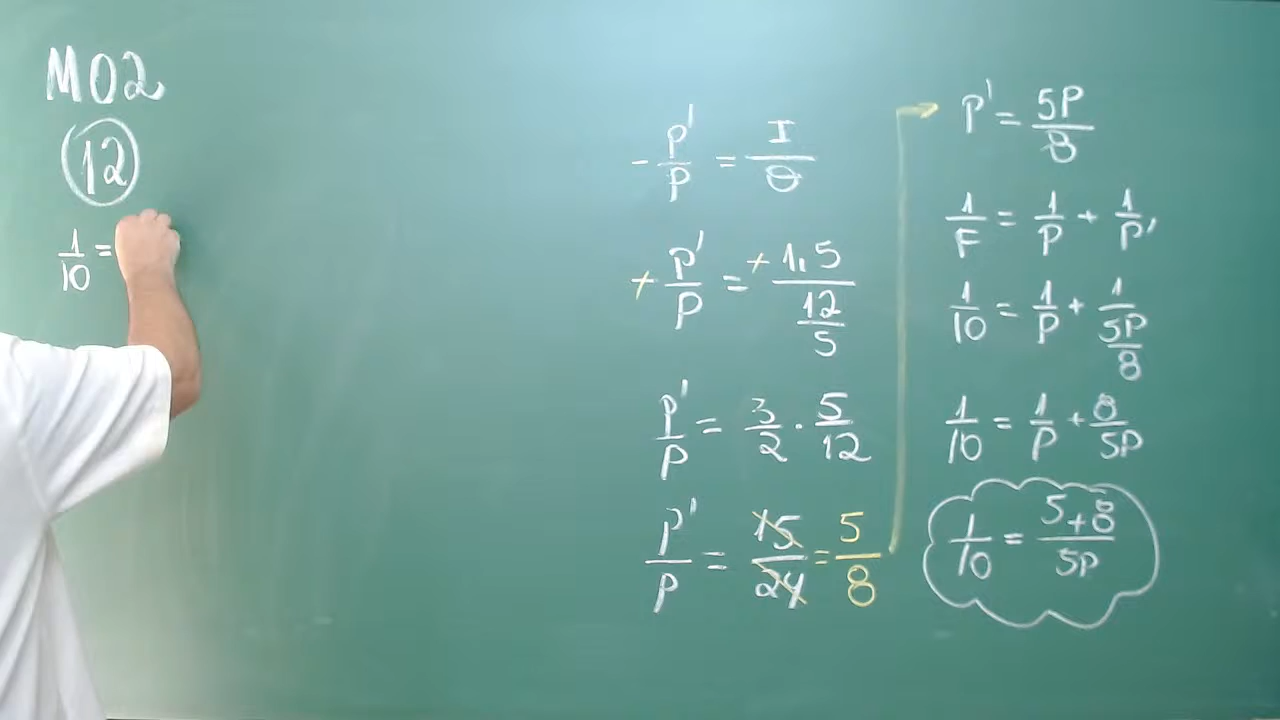 M02
12
1/10 =
- P'/P = I/O
+ P'/P = + 1,5/(12/5)
P'/P = 3/2 · 5/12
P'/P = 15/24 = 5/8
P' = 5P/8
1/F = 1/P + 1/P'
1/10 = 1/P + 1/(5P/8)
1/10 = 1/P + 8/5P
1/10 = (5+8)/5P